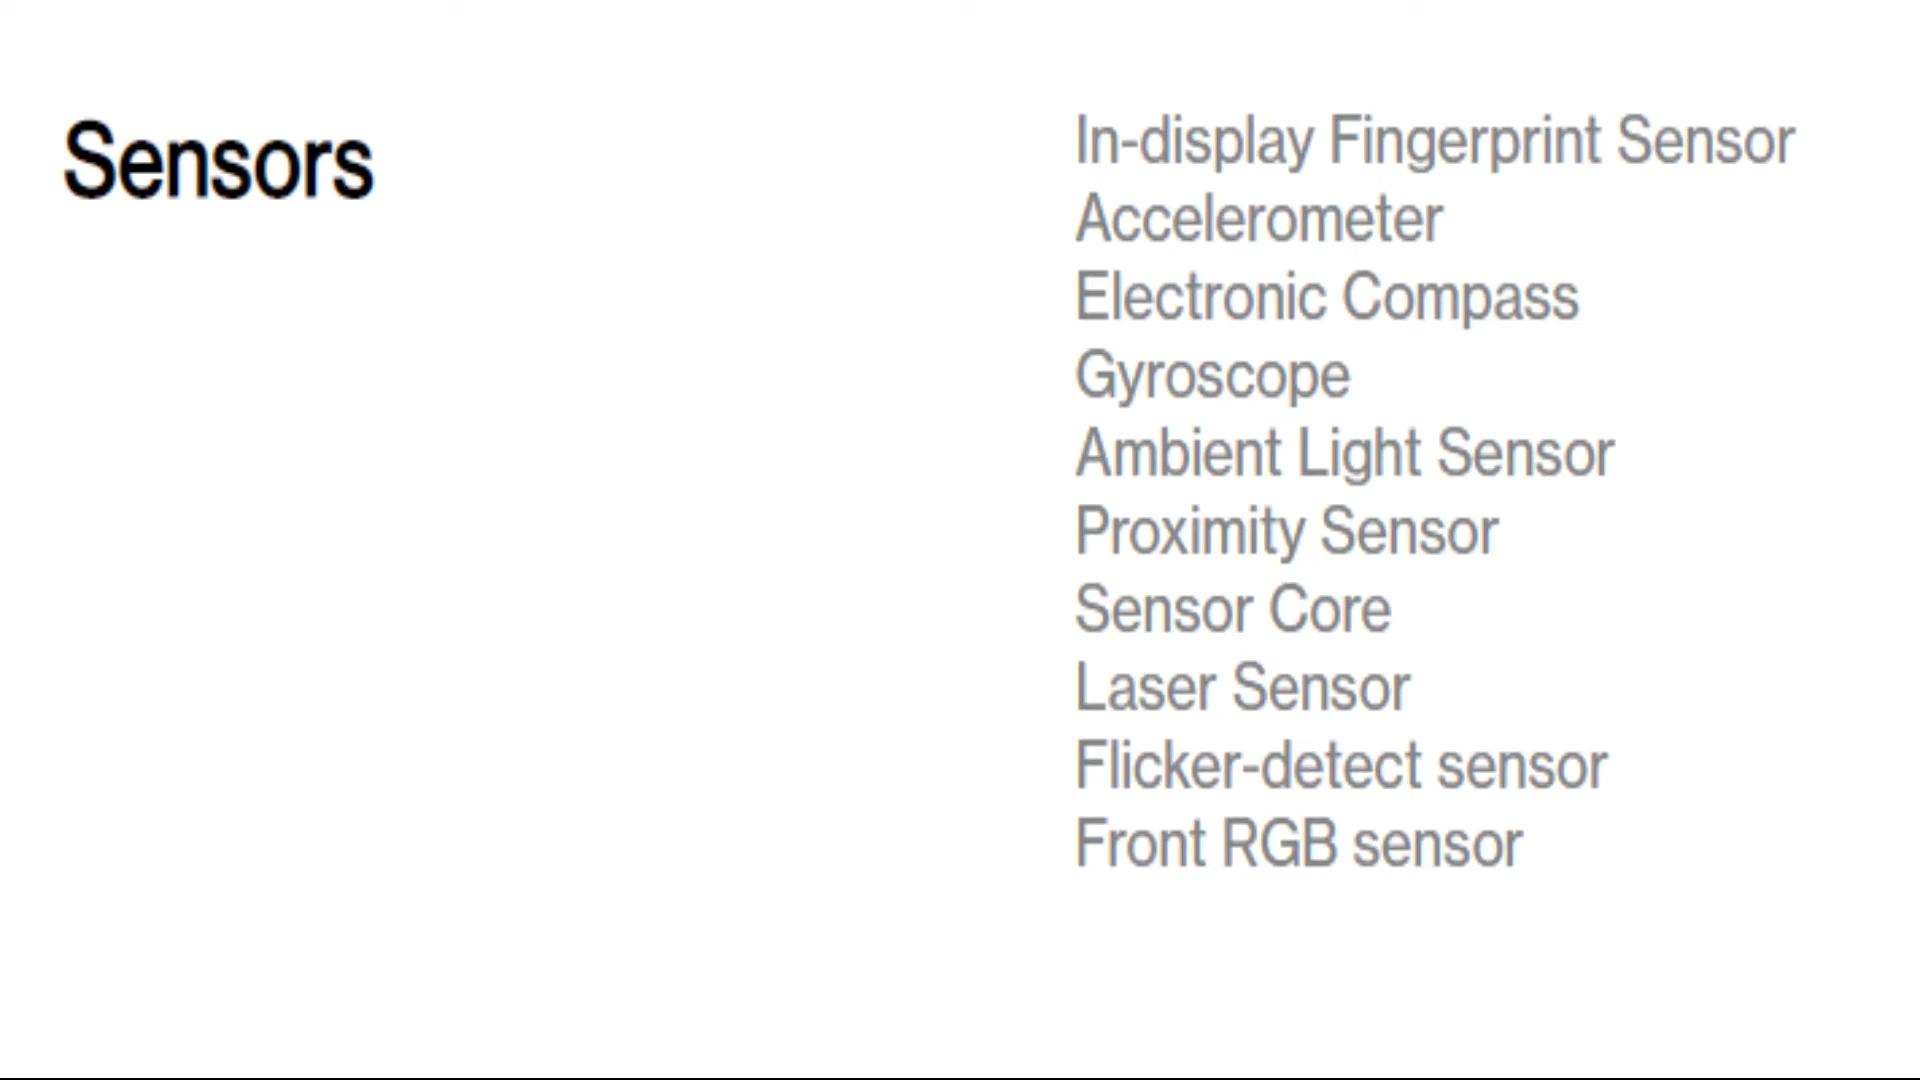 Sensors
In-display Fingerprint Sensor
Accelerometer
Electronic Compass
Gyroscope
Ambient Light Sensor
Proximity Sensor
Sensor Core
Laser Sensor
Flicker-detect sensor
Front RGB sensor